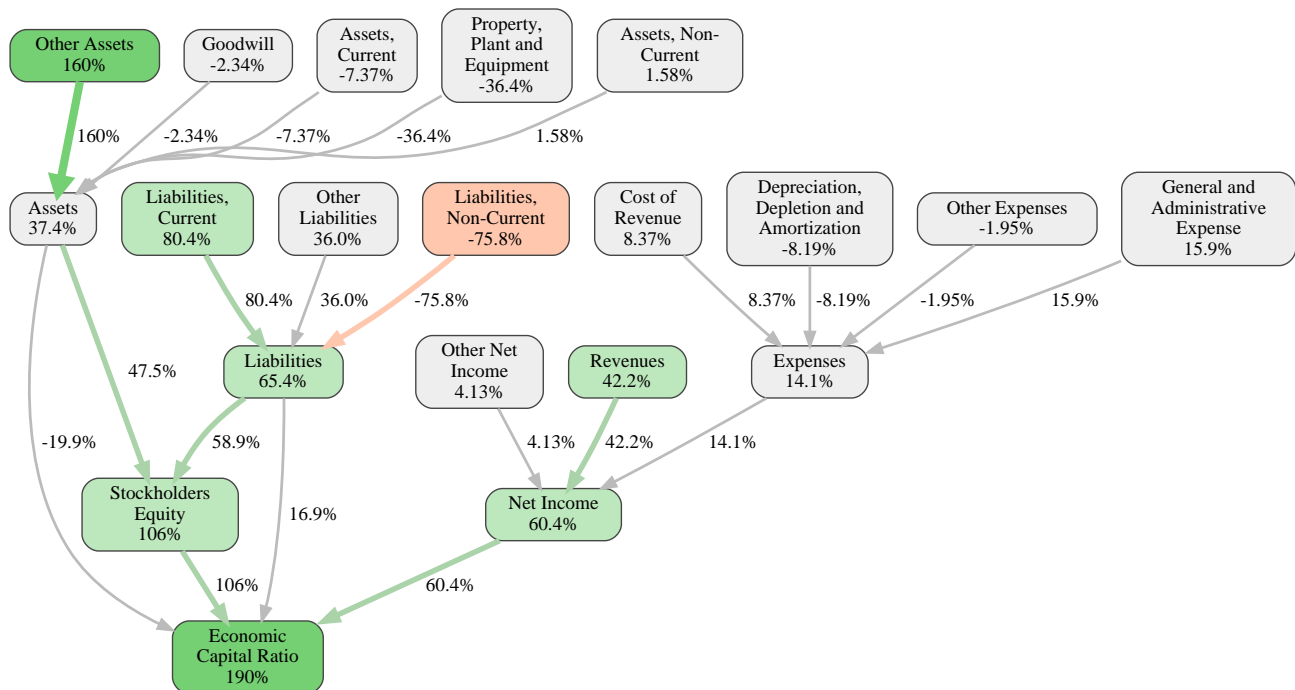 Other Assets
160%
Goodwill
-2.34%
Assets,
Current
-7.37%
Property,
Plant and
Equipment
-36.4%
Assets, Non-
Current
1.58%
160%
-2.34%
-7.37%
-36.4%
1.58%
Assets
37.4%
Liabilities,
Current
80.4%
Other
Liabilities
36.0%
Liabilities,
Non-Current
-75.8%
Cost of
Revenue
8.37%
Depreciation,
Depletion and
Amortization
-8.19%
Other Expenses
-1.95%
General and
Administrative
Expense
15.9%
80.4%
36.0%
-75.8%
8.37%
-8.19%
-1.95%
15.9%
47.5%
Liabilities
65.4%
Other Net
Income
4.13%
Revenues
42.2%
Expenses
14.1%
-19.9%
58.9%
4.13%
42.2%
14.1%
Stockholders
Equity
106%
16.9%
Net Income
60.4%
106%
60.4%
Economic
Capital Ratio
190%